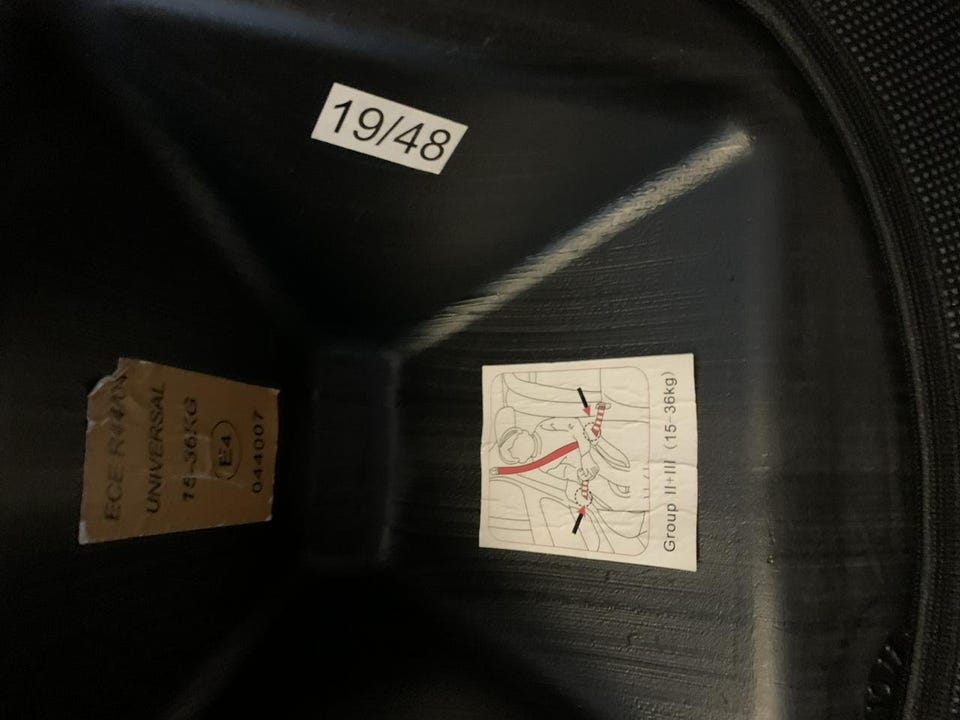 19/48
ECE R44/04
UNIVERSAL
15-36KG
E4
044007
Group II+III (15-36kg)